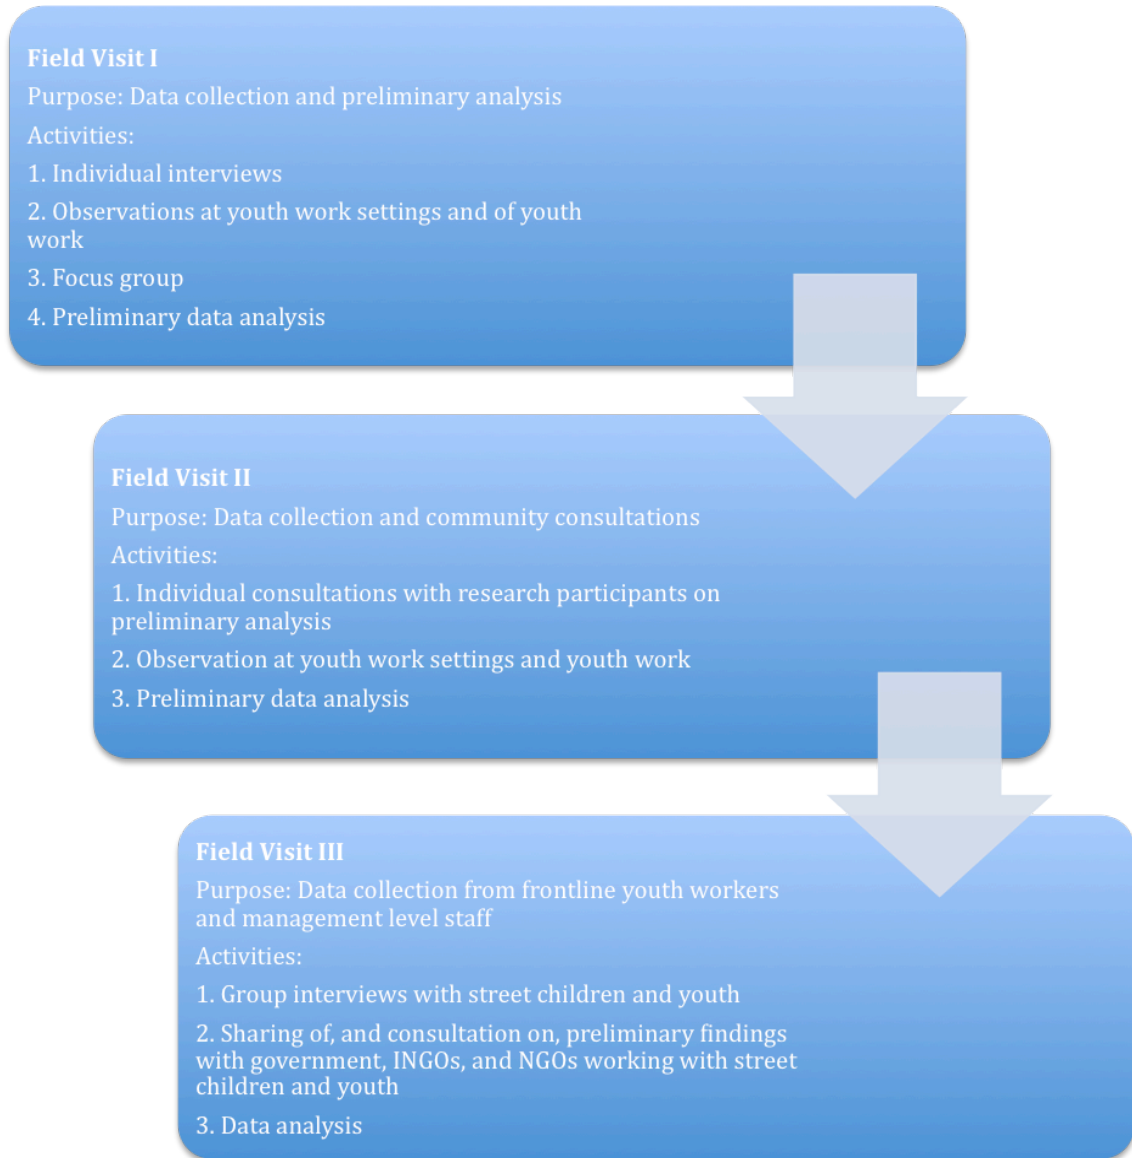 Field Visit I
Purpose: Data collection and preliminary analysis
Activities:
1. Individual interviews
2. Observations at youth work settings and of youth
work
3. Focus group
4. Preliminary data analysis
Field Visit II
Purpose: Data collection and community consultations
Activities:
1. Individual consultations with research participants on
preliminary analysis
2. Observation at youth work settings and youth work
3. Preliminary data analysis
Field Visit III
Purpose: Data collection from frontline youth workers
and management level staff
Activities:
1. Group interviews with street children and youth
2. Sharing of, and consultation on, preliminary findings
with government, INGOs, and NGOs working with street
children and youth
3. Data analysis